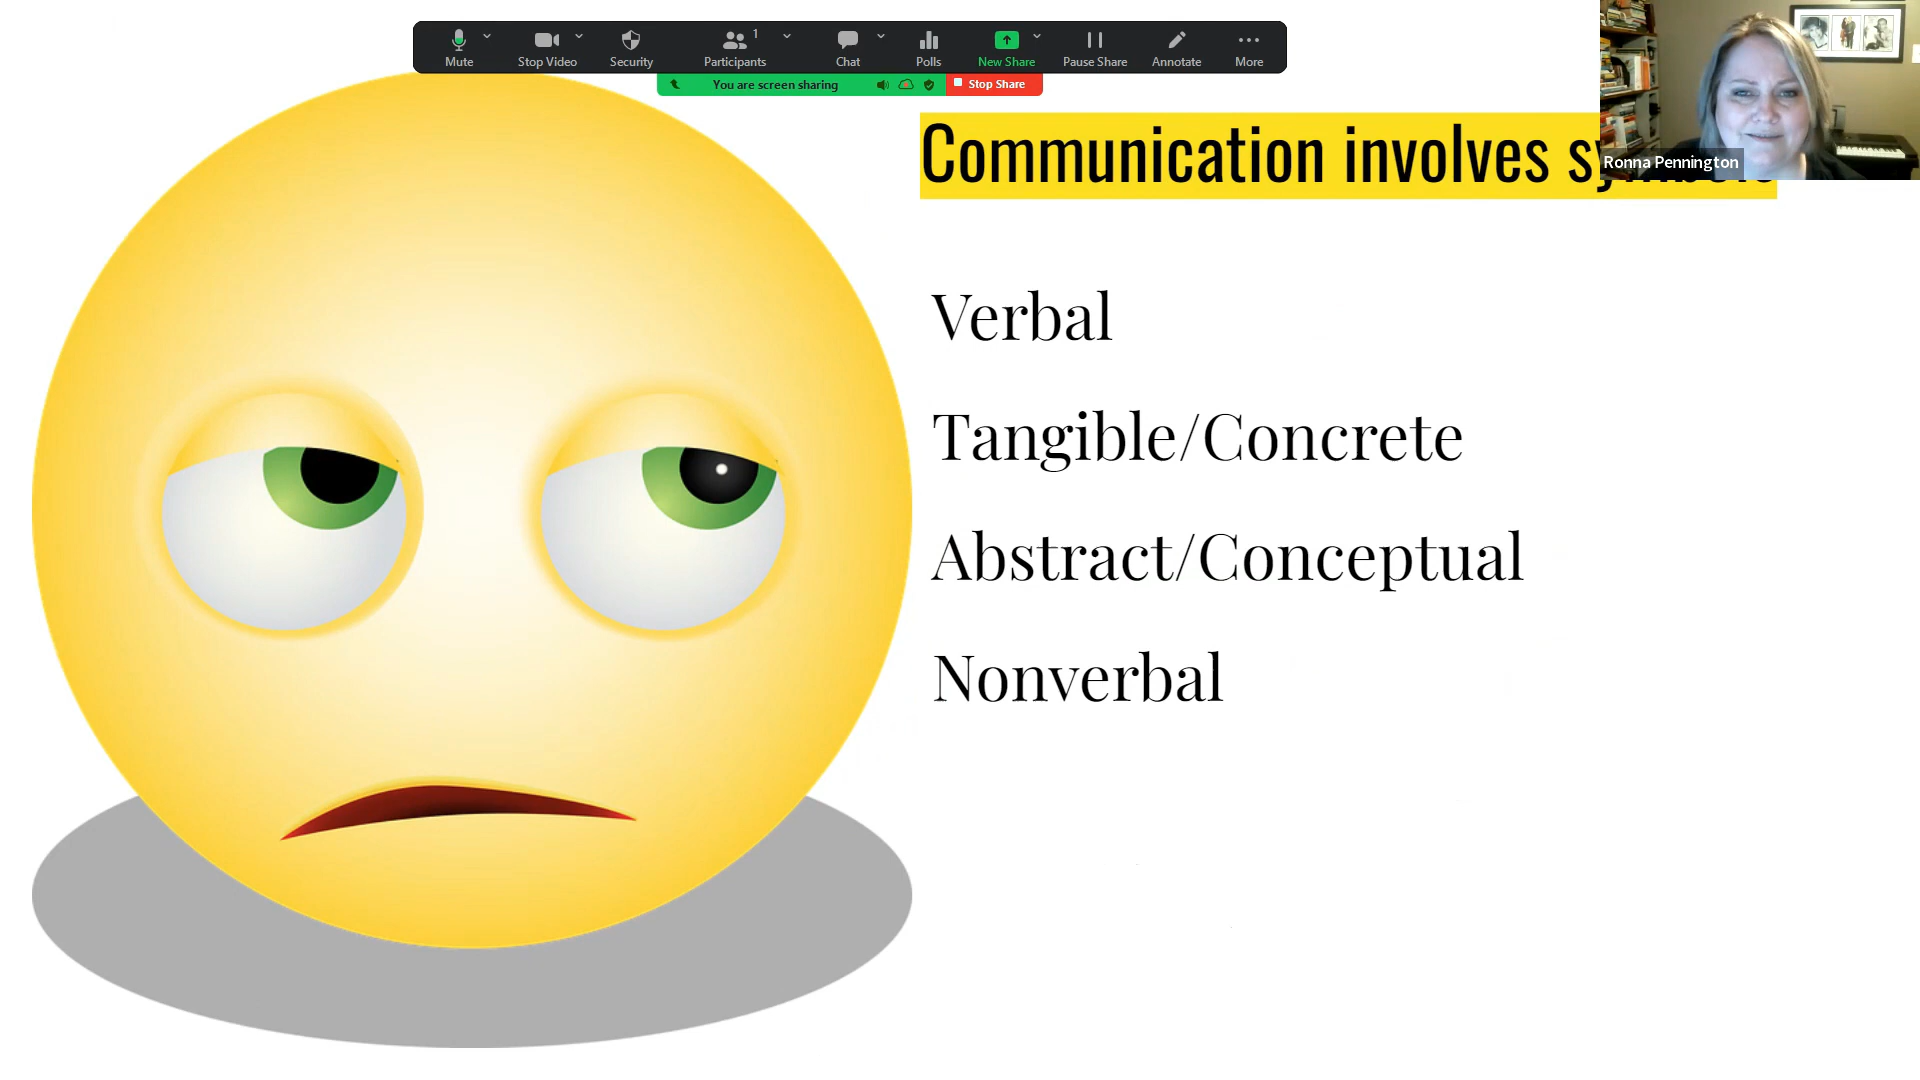 Mute
Stop Video
Security
Participants
1
Chat
Polls
New Share
Pause Share
Annotate
More
You are screen sharing
Stop Share
Communication involves
Ronna Pennington
Verbal
Tangible/Concrete
Abstract/Conceptual
Nonverbal